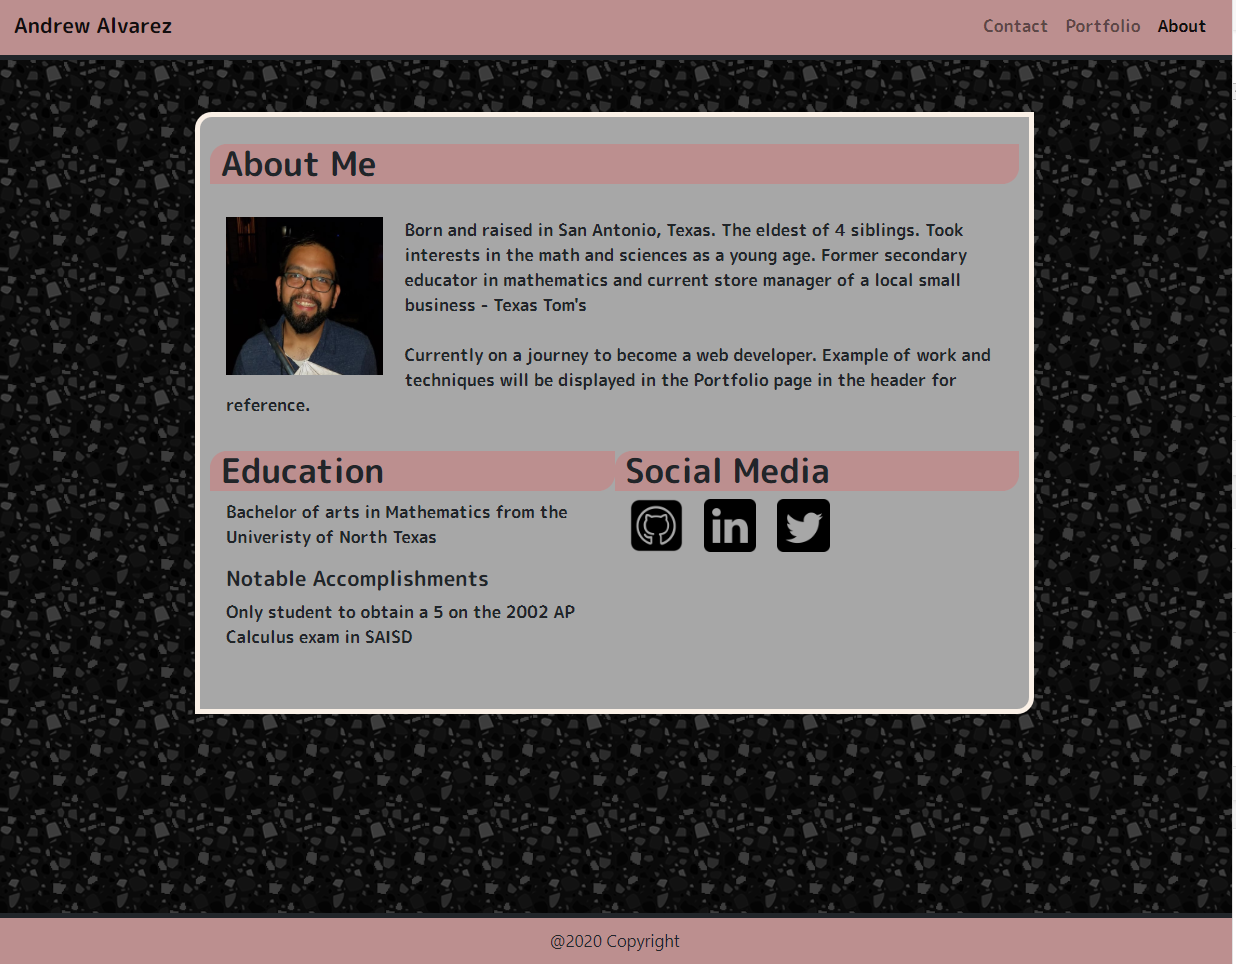 Andrew Alvarez
Contact Portfolio About
About Me
Born and raised in San Antonio, Texas. The eldest of 4 siblings. Took
interests in the math and sciences as a young age. Former secondary
educator in mathematics and current store manager of a local small
business - Texas Tom's
Currently on a journey to become a web developer. Example of work and
techniques will be displayed in the Portfolio page in the header for
reference.
Education
Bachelor of arts in Mathematics from the
Univeristy of North Texas
Notable Accomplishments
Only student to obtain a 5 on the 2002 AP
Calculus exam in SAISD
Social Media
in
@2020 Copyright